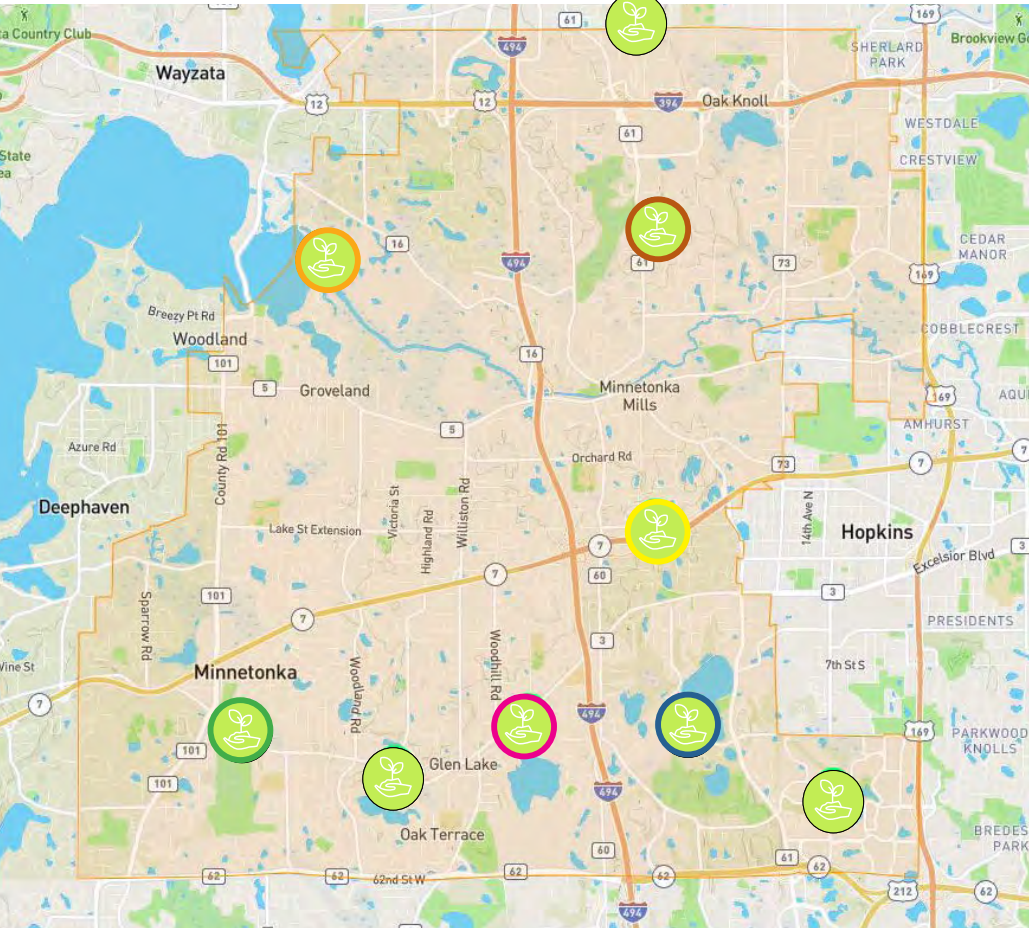 61
169
ta Country Club
Brookview Go
494
SHERLARD
PARK
Wayzata
12
12
394
Oak Knoll
61
WESTDALE
State
ea
CRESTVIEW
16
494
61
73
169
CEDAR
MANOR
Breezy Pt Rd
Woodland
COBBLECREST
101
16
5
Groveland
Minnetonka
Mills
169
AQU
AMHURST
County Rd 101
5
Azure Rd
Orchard Rd
73
7
7
Victoria St
Highland Rd
Williston Rd
Deephaven
14th Ave N
Lake St Extension
Hopkins
7
3
Excelsior Blvd
7
60
101
3
Sparrow Rd
7
PRESIDENTS
3
Vine St
Minnetonka
Woodland Rd
Woodhill Rd
7th St S
7
494
169
PARKWOOD
KNOLLS
101
Glen Lake
101
494
Oak Terrace
BREDES
PARK
60
61
62
62
62
62nd St W
62
62
212
62
494